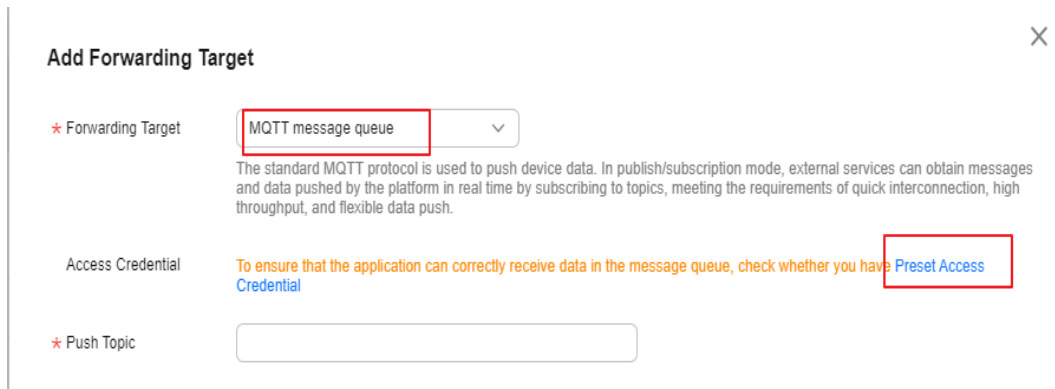 Add Forwarding Target
* Forwarding Target
MQTT message queue
The standard MQTT protocol is used to push device data. In publish/subscription mode, external services can obtain messages
and data pushed by the platform in real time by subscribing to topics, meeting the requirements of quick interconnection, high
throughput, and flexible data push.
Access Credential
To ensure that the application can correctly receive data in the message queue, check whether you have Preset Access
Credential
* Push Topic